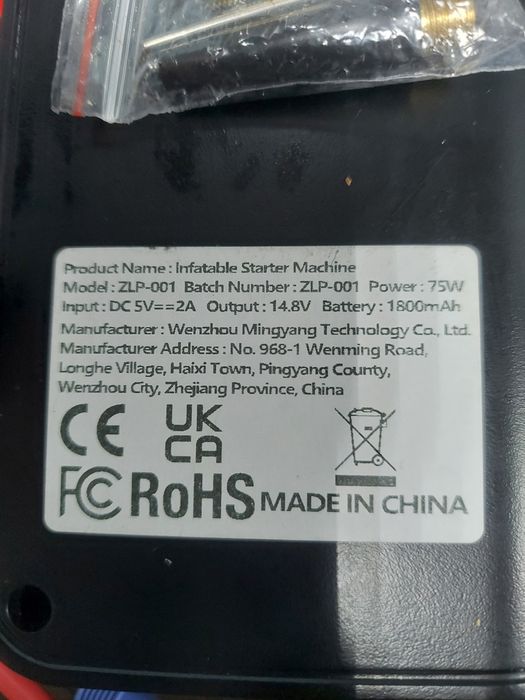 Product Name : Infatable Starter Machine
Model : ZLP-001 Batch Number : ZLP-001 Power : 75W
Input : DC 5V==2A Output : 14.8V Battery : 1800mAh
Manufacturer : Wenzhou Mingyang Technology Co., Ltd.
Manufacturer Address : No. 968-1 Wenming Road,
Longhe Village, Haixi Town, Pingyang County,
Wenzhou City, Zhejiang Province, China
CE UK
CA
FC RoHS MADE IN CHINA